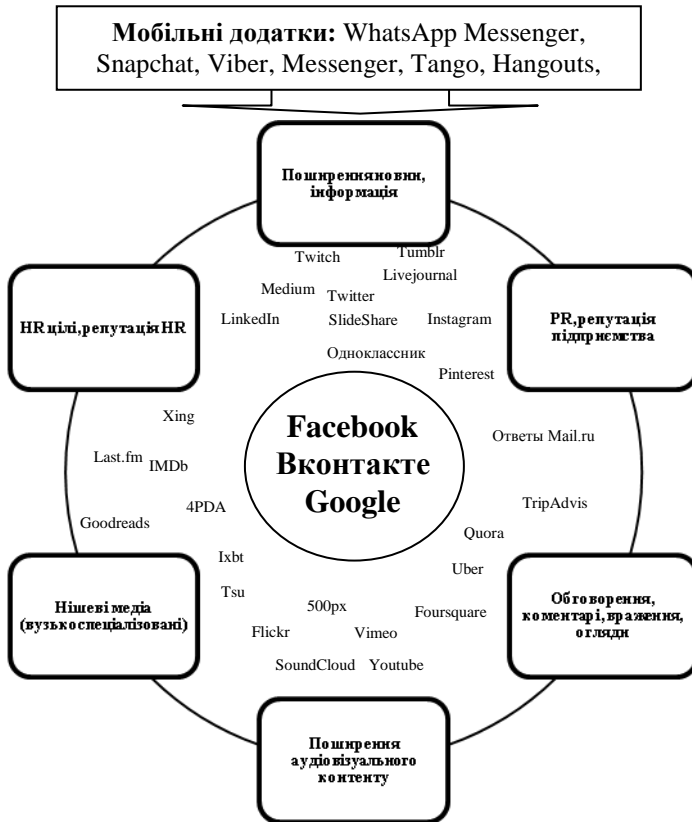 Мобільні додатки: WhatsApp Messenger,
Snapchat, Viber, Messenger, Tango, Hangouts,
Поширенняновин,
інформація
Twitch
Tumblr
Livejournal
Medium
Twitter
LinkedIn
SlideShare
Instagram
Одноклассник
Pinterest
HR цілі, репутація HR
PR, репутація
підприємства
Xing
Facebook
Вконтакте
Google
Ответы Mail.ru
Last.fm
IMDb
Goodreads
4PDA
TripAdvis
Quora
Ixbt
Uber
Tsu
500px
Foursquare
Flickr
Vimeo
SoundCloud
Youtube
Нішеві медіа
(вузькоспеціалізовані)
Обговорення,
коментарі, враження,
огляди
Поширення
аудіовізуального
контенту